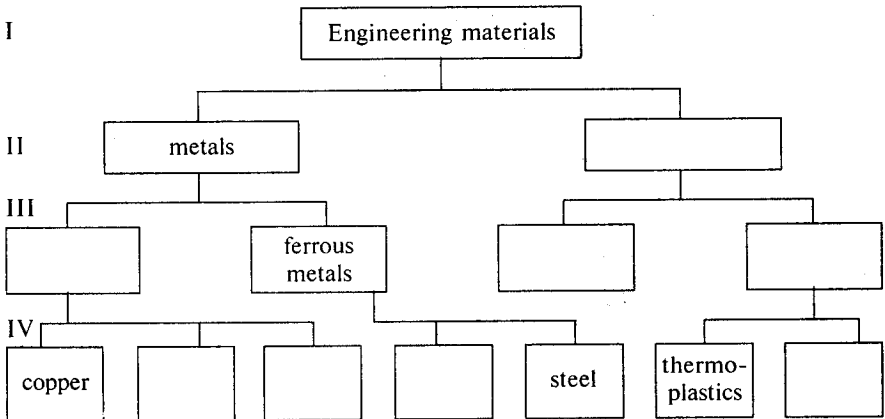 I
Engineering materials
II
metals
III
ferrous
metals
IV
copper
steel
thermo-
plastics